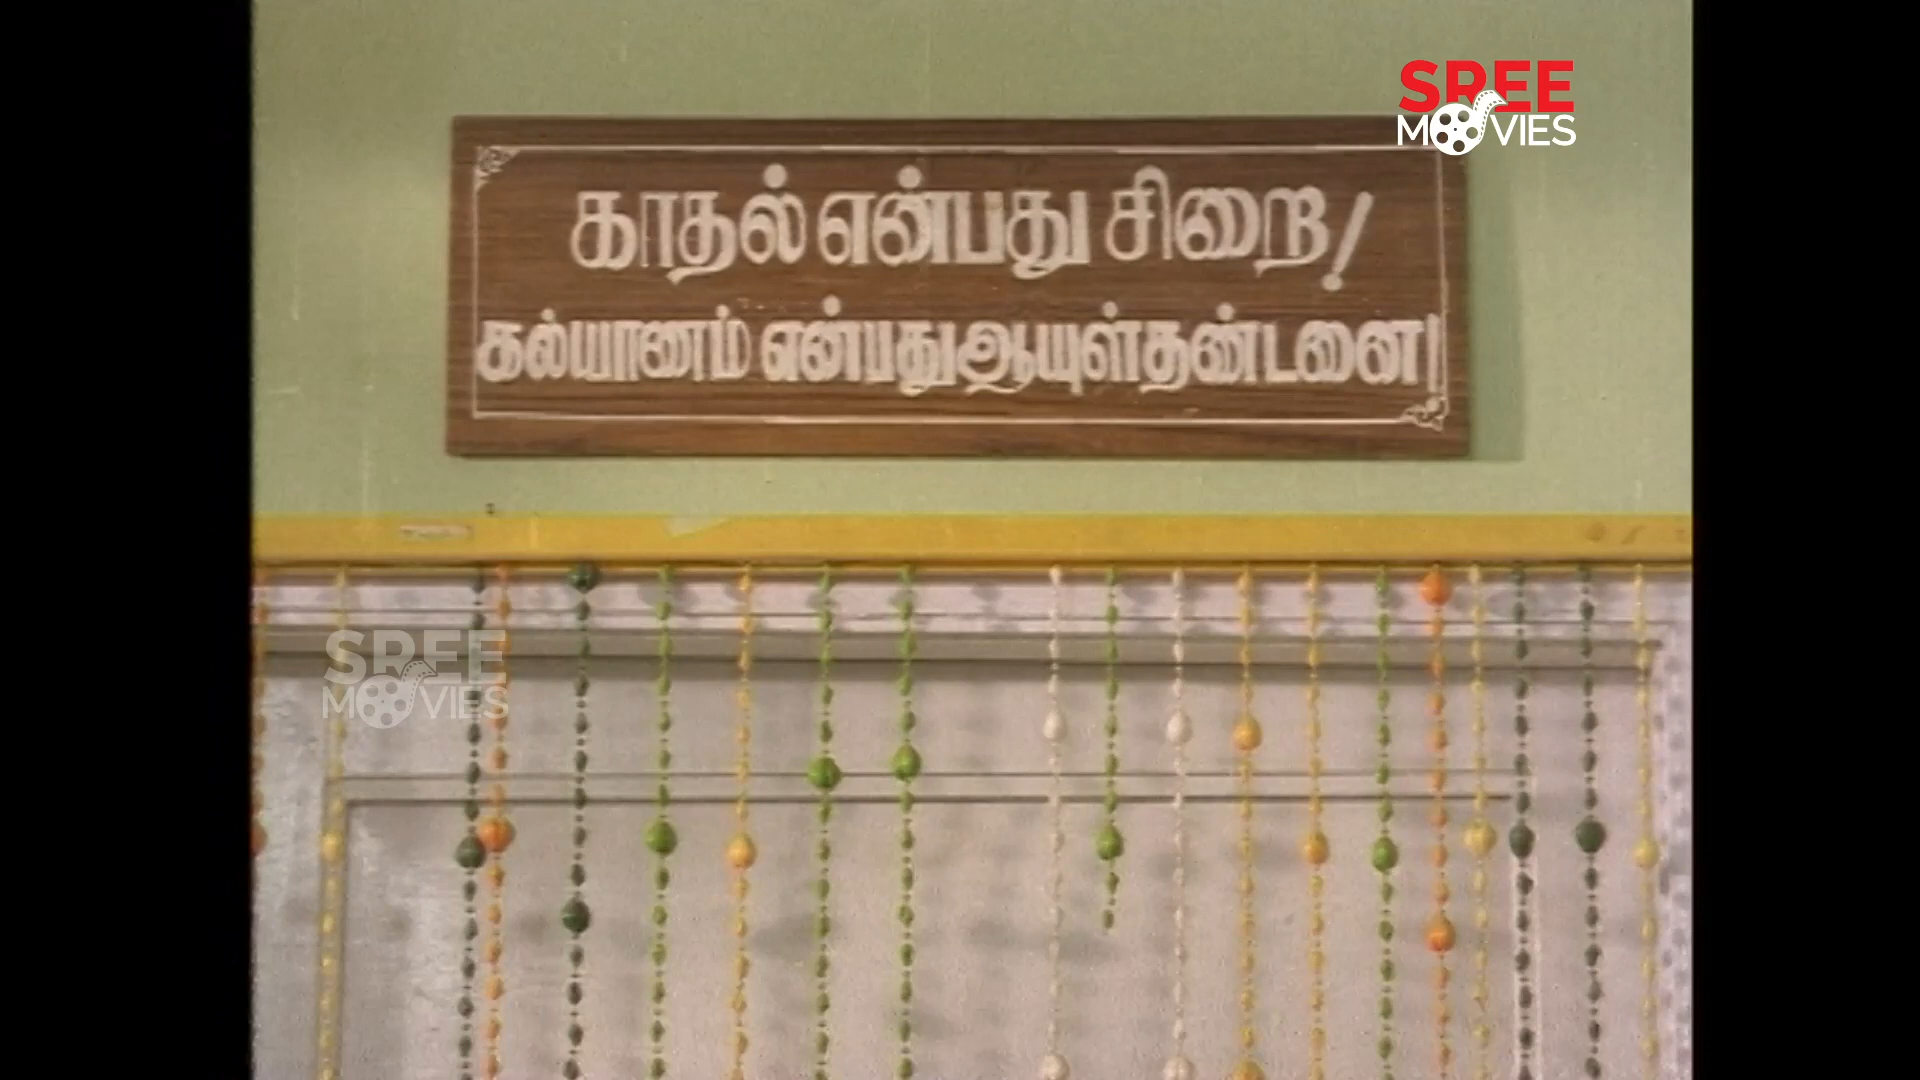 SREE
MOVIES
காதல் என்பது சிறை!
கல்யாணம் என்பது ஆயுள்தண்டனை!
SREE
MOVIES